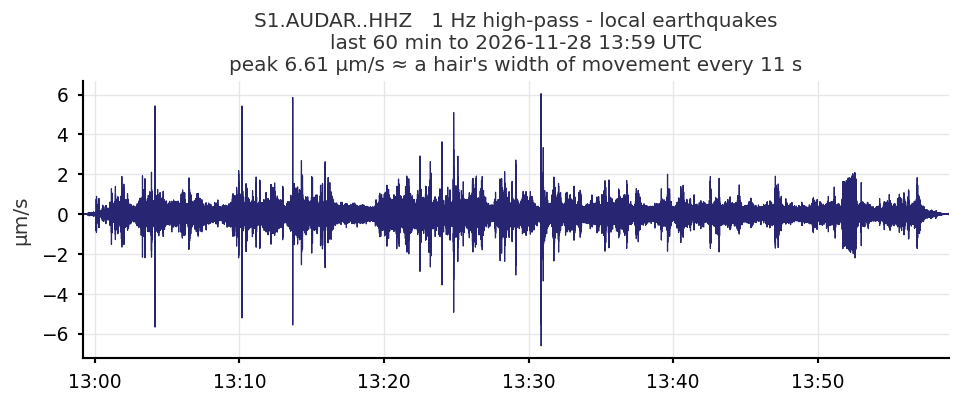 S1.AUDAR..HHZ   1 Hz high-pass - local earthquakes
last 60 min to 2026-11-28 13:59 UTC
peak 6.61 µm/s ≈ a hair's width of movement every 11 s
µm/s
6
4
2
0
−2
−4
−6
13:00 13:10 13:20 13:30 13:40 13:50